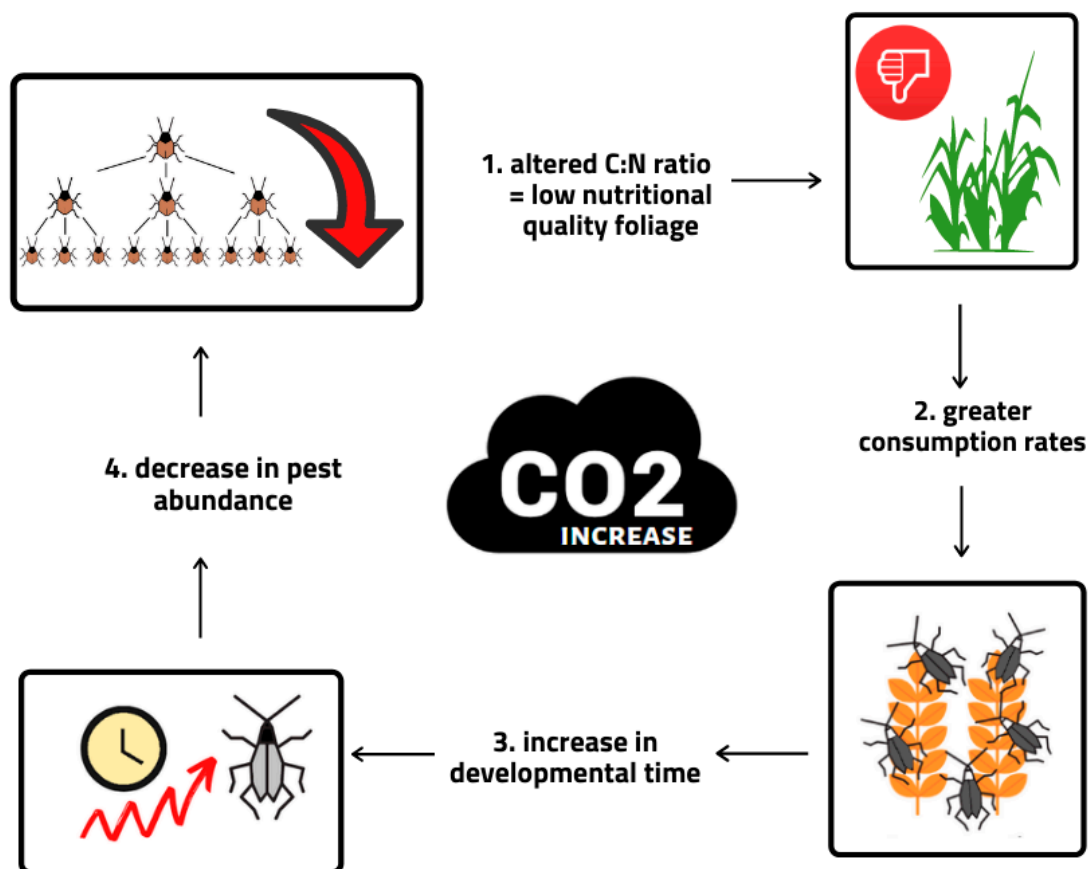 1. altered C:N ratio
= low nutritional
quality foliage
2. greater
consumption rates
3. increase in
developmental time
4. decrease in pest
abundance
CO2
INCREASE